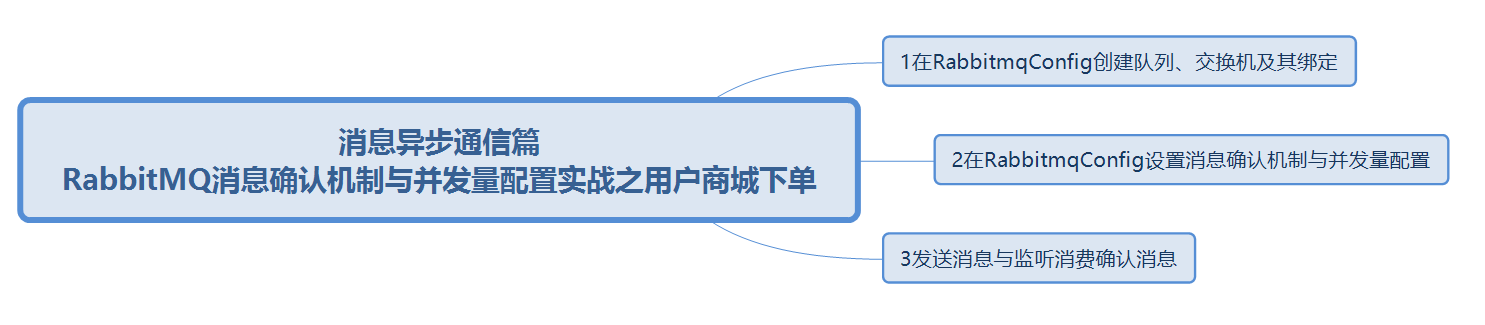 消息异步通信篇
RabbitMQ消息确认机制与并发量配置实战之用户商城下单
1在RabbitmqConfig创建队列、交换机及其绑定
2在RabbitmqConfig设置消息确认机制与并发量配置
3发送消息与监听消费确认消息